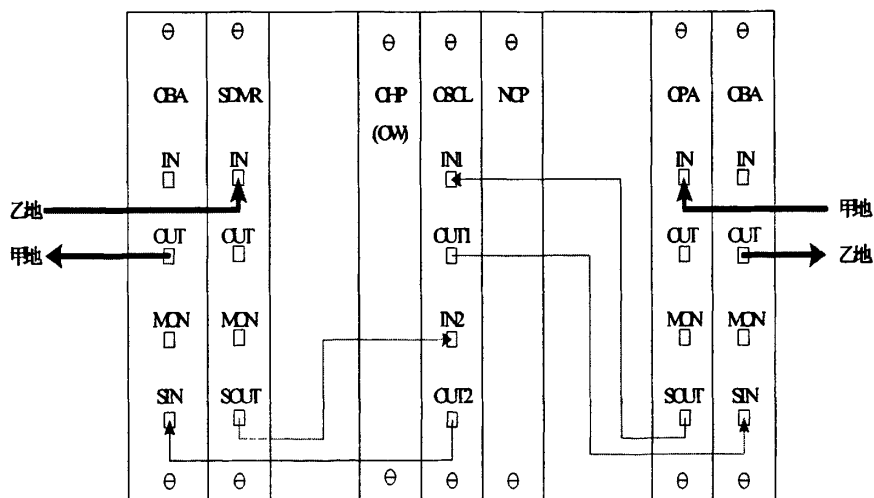 OBA SDMR OHP OSCL NCP OPA OBA
(OW)
IN IN IN1 IN IN
乙地 甲地
OUT OUT OUT1 OUT OUT
甲地 乙地
MON MON IN2 MON MON
SIN SOUT OUT2 SOUT SIN